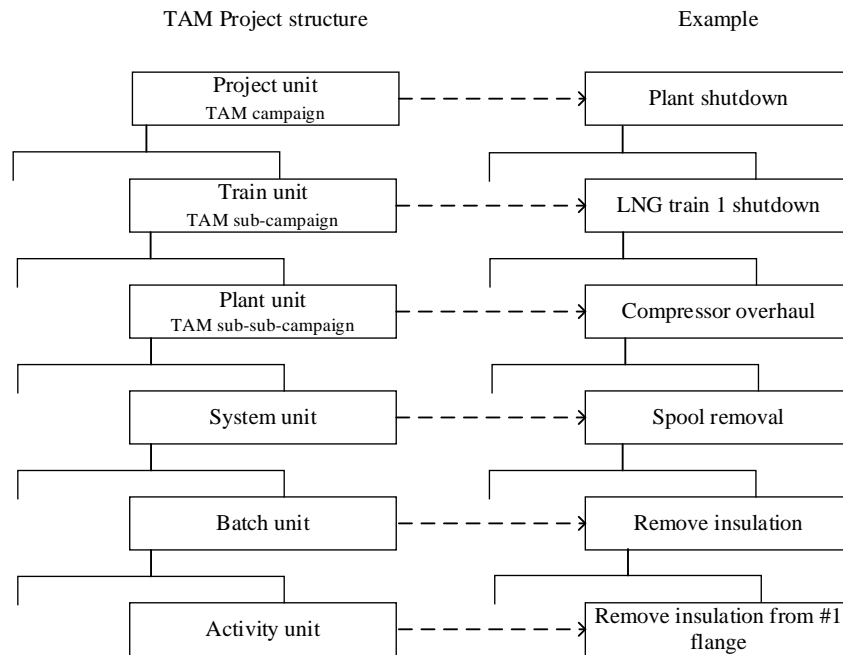 TAM Project structure
Example
Project unit
TAM campaign
Plant shutdown
Train unit
TAM sub-campaign
LNG train 1 shutdown
Plant unit
TAM sub-sub-campaign
Compressor overhaul
System unit
Spool removal
Batch unit
Remove insulation
Activity unit
Remove insulation from #1
flange